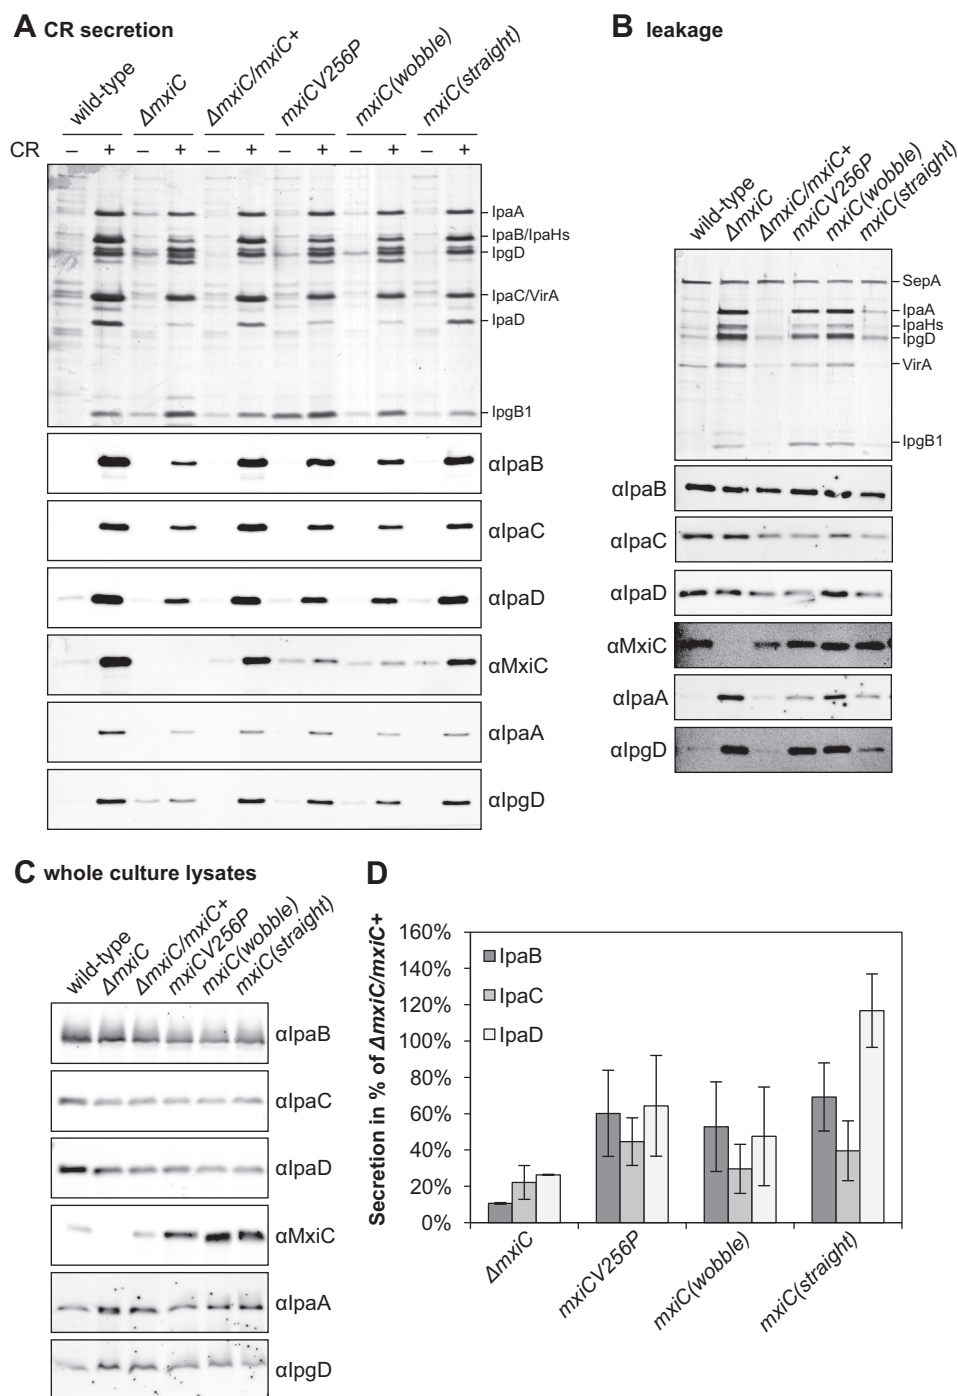 A CR secretion
wild-type
ΔmxiC
ΔmxiC/mxiC+
mxiCV256P
mxiC(wobble)
mxiC(straight)
CR – + – + – + – + – + – +
IpaA
IpaB/IpaHs
IpgD
IpaC/VirA
IpaD
IpgB1
αIpaB
αIpaC
αIpaD
αMxiC
αIpaA
αIpgD
B leakage
wild-type
ΔmxiC
ΔmxiC/mxiC+
mxiCV256P
mxiC(wobble)
mxiC(straight)
SepA
IpaA
IpaHs
IpgD
VirA
IpgB1
αIpaB
αIpaC
αIpaD
αMxiC
αIpaA
αIpgD
C whole culture lysates
wild-type
ΔmxiC
ΔmxiC/mxiC+
mxiCV256P
mxiC(wobble)
mxiC(straight)
αIpaB
αIpaC
αIpaD
αMxiC
αIpaA
αIpgD
D
Secretion in % of ΔmxiC/mxiC+
160%
140%
120%
100%
80%
60%
40%
20%
0%
IpaB
IpaC
IpaD
ΔmxiC
mxiCV256P
mxiC(wobble)
mxiC(straight)